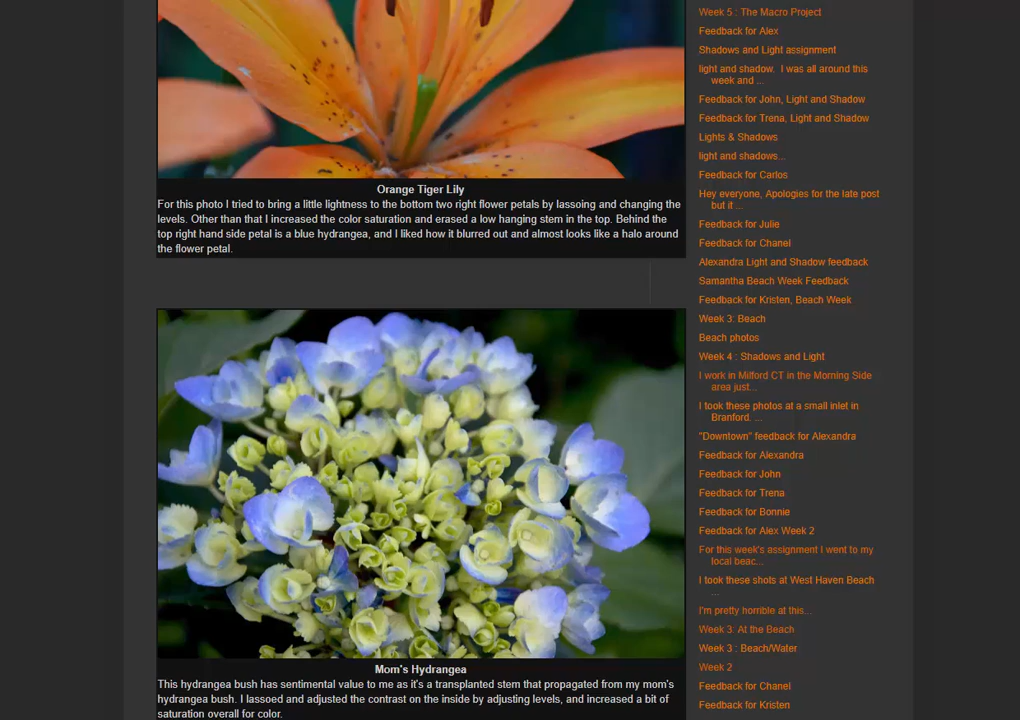 Orange Tiger Lily
For this photo I tried to bring a little lightness to the bottom two right flower petals by lassoing and changing the
levels. Other than that I increased the color saturation and erased a low hanging stem in the top. Behind the
top right hand side petal is a blue hydrangea, and I liked how it blurred out and almost looks like a halo around
the flower petal.
Mom's Hydrangea
This hydrangea bush has sentimental value to me as it's a transplanted stem that propagated from my mom's
hydrangea bush. I lassoed and adjusted the contrast on the inside by adjusting levels, and increased a bit of
saturation overall for color.
Week 5 : The Macro Project
Feedback for Alex
Shadows and Light assignment
light and shadow. I was all around this
week and ...
Feedback for John, Light and Shadow
Feedback for Trena, Light and Shadow
Lights & Shadows
light and shadows...
Feedback for Carlos
Hey everyone, Apologies for the late post
but it ...
Feedback for Julie
Feedback for Chanel
Alexandra Light and Shadow feedback
Samantha Beach Week Feedback
Feedback for Kristen, Beach Week
Week 3: Beach
Beach photos
Week 4 : Shadows and Light
I work in Milford CT in the Morning Side
area just...
I took these photos at a small inlet in
Branford. ...
"Downtown" feedback for Alexandra
Feedback for Alexandra
Feedback for John
Feedback for Trena
Feedback for Bonnie
Feedback for Alex Week 2
For this week's assignment I went to my
local beac...
I took these shots at West Haven Beach
...
I'm pretty horrible at this...
Week 3: At the Beach
Week 3 : Beach/Water
Week 2
Feedback for Chanel
Feedback for Kristen